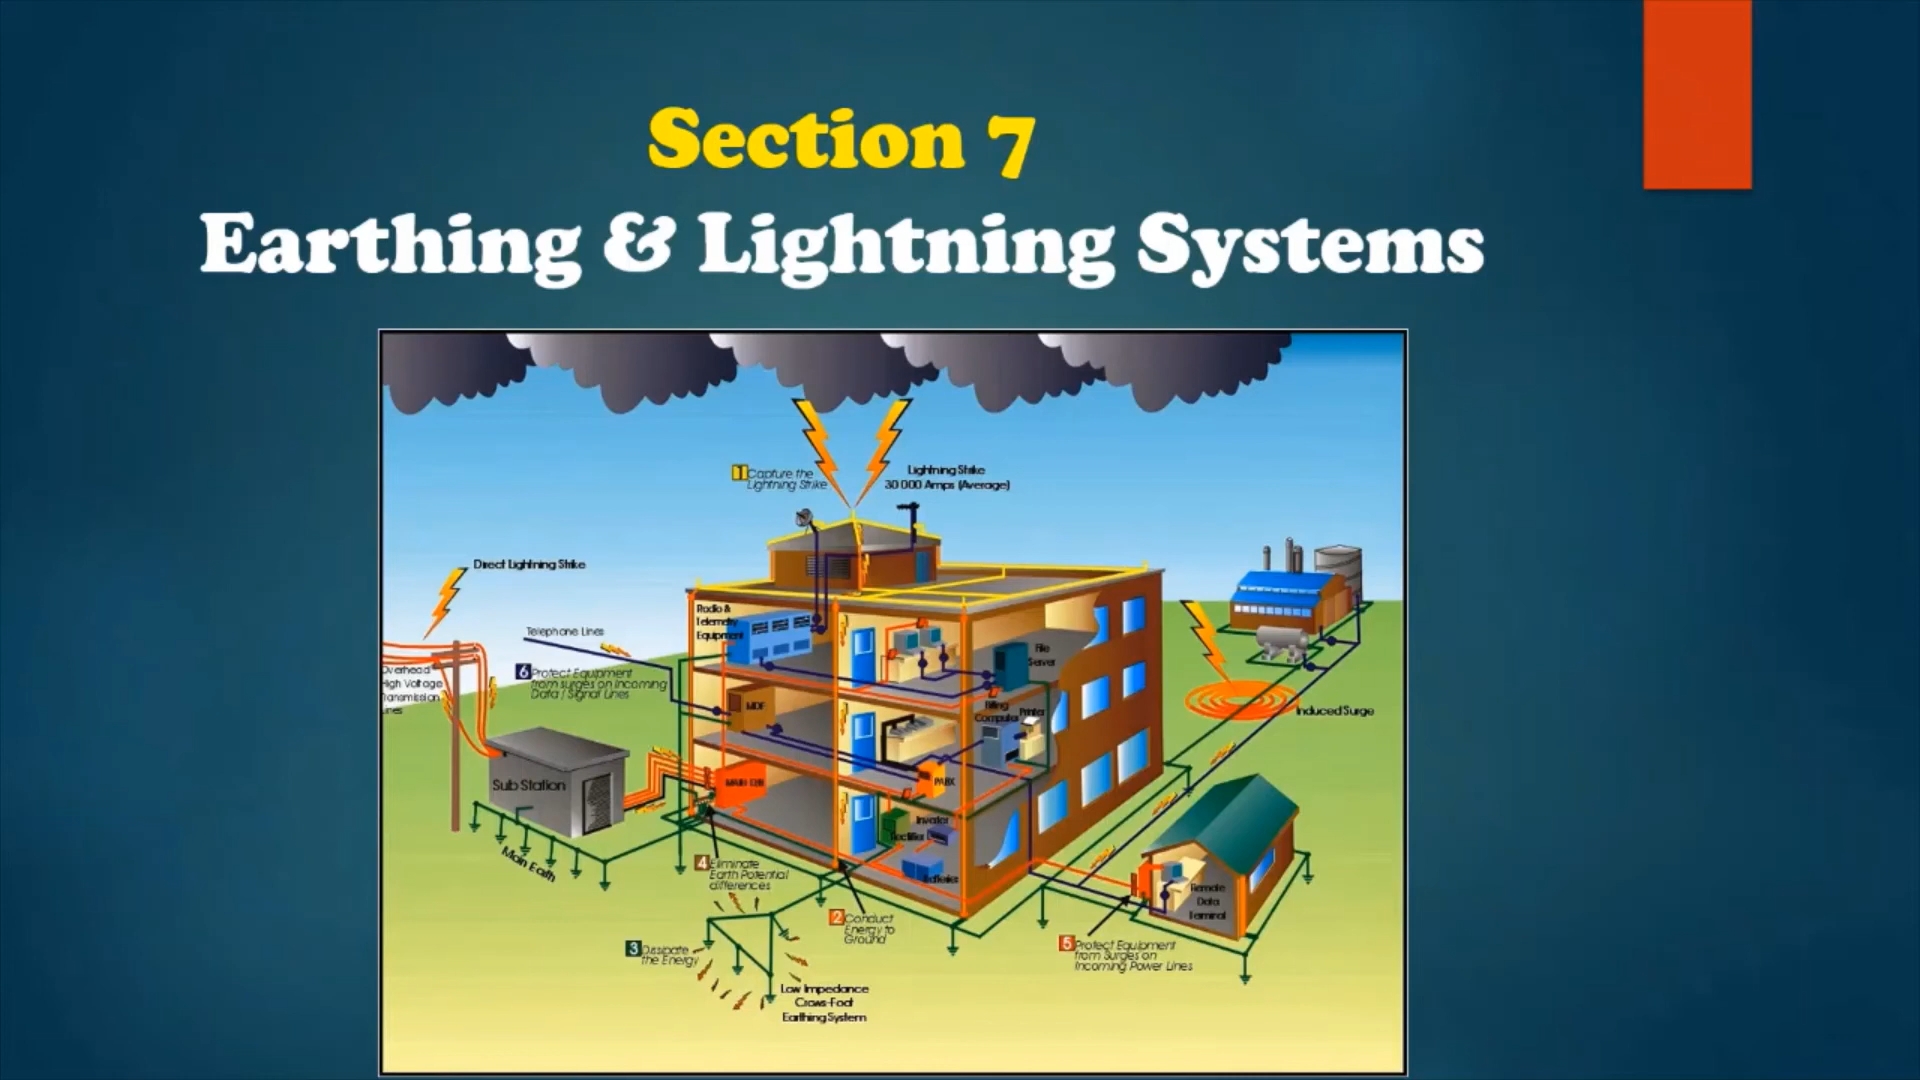 Section 7
Earthing & Lightning Systems
1 Capture the
Lightning Strike
Lightning Strike
30 000 Amps (Average)
Direct Lightning Strike
Telephone Lines
6 Protect Equipment
from surges on Incoming
Data / Signal Lines
Overhead
High Voltage
Transmission
Lines
Radio &
Telemetry
Equipment
File
Server
MDF
Billing
Computer
Printer
Induced Surge
Sub Station
MAIN
PABX
Inverter
Rectifier
Batteries
Main Earth
4 Eliminate
Earth Potential
differences
2 Conduct
Energy to
Ground
3 Dissipate
the Energy
Low Impedance
Crows-Foot
Earthing System
Remote
Data
Terminal
5 Protect Equipment
from Surges on
Incoming Power Lines